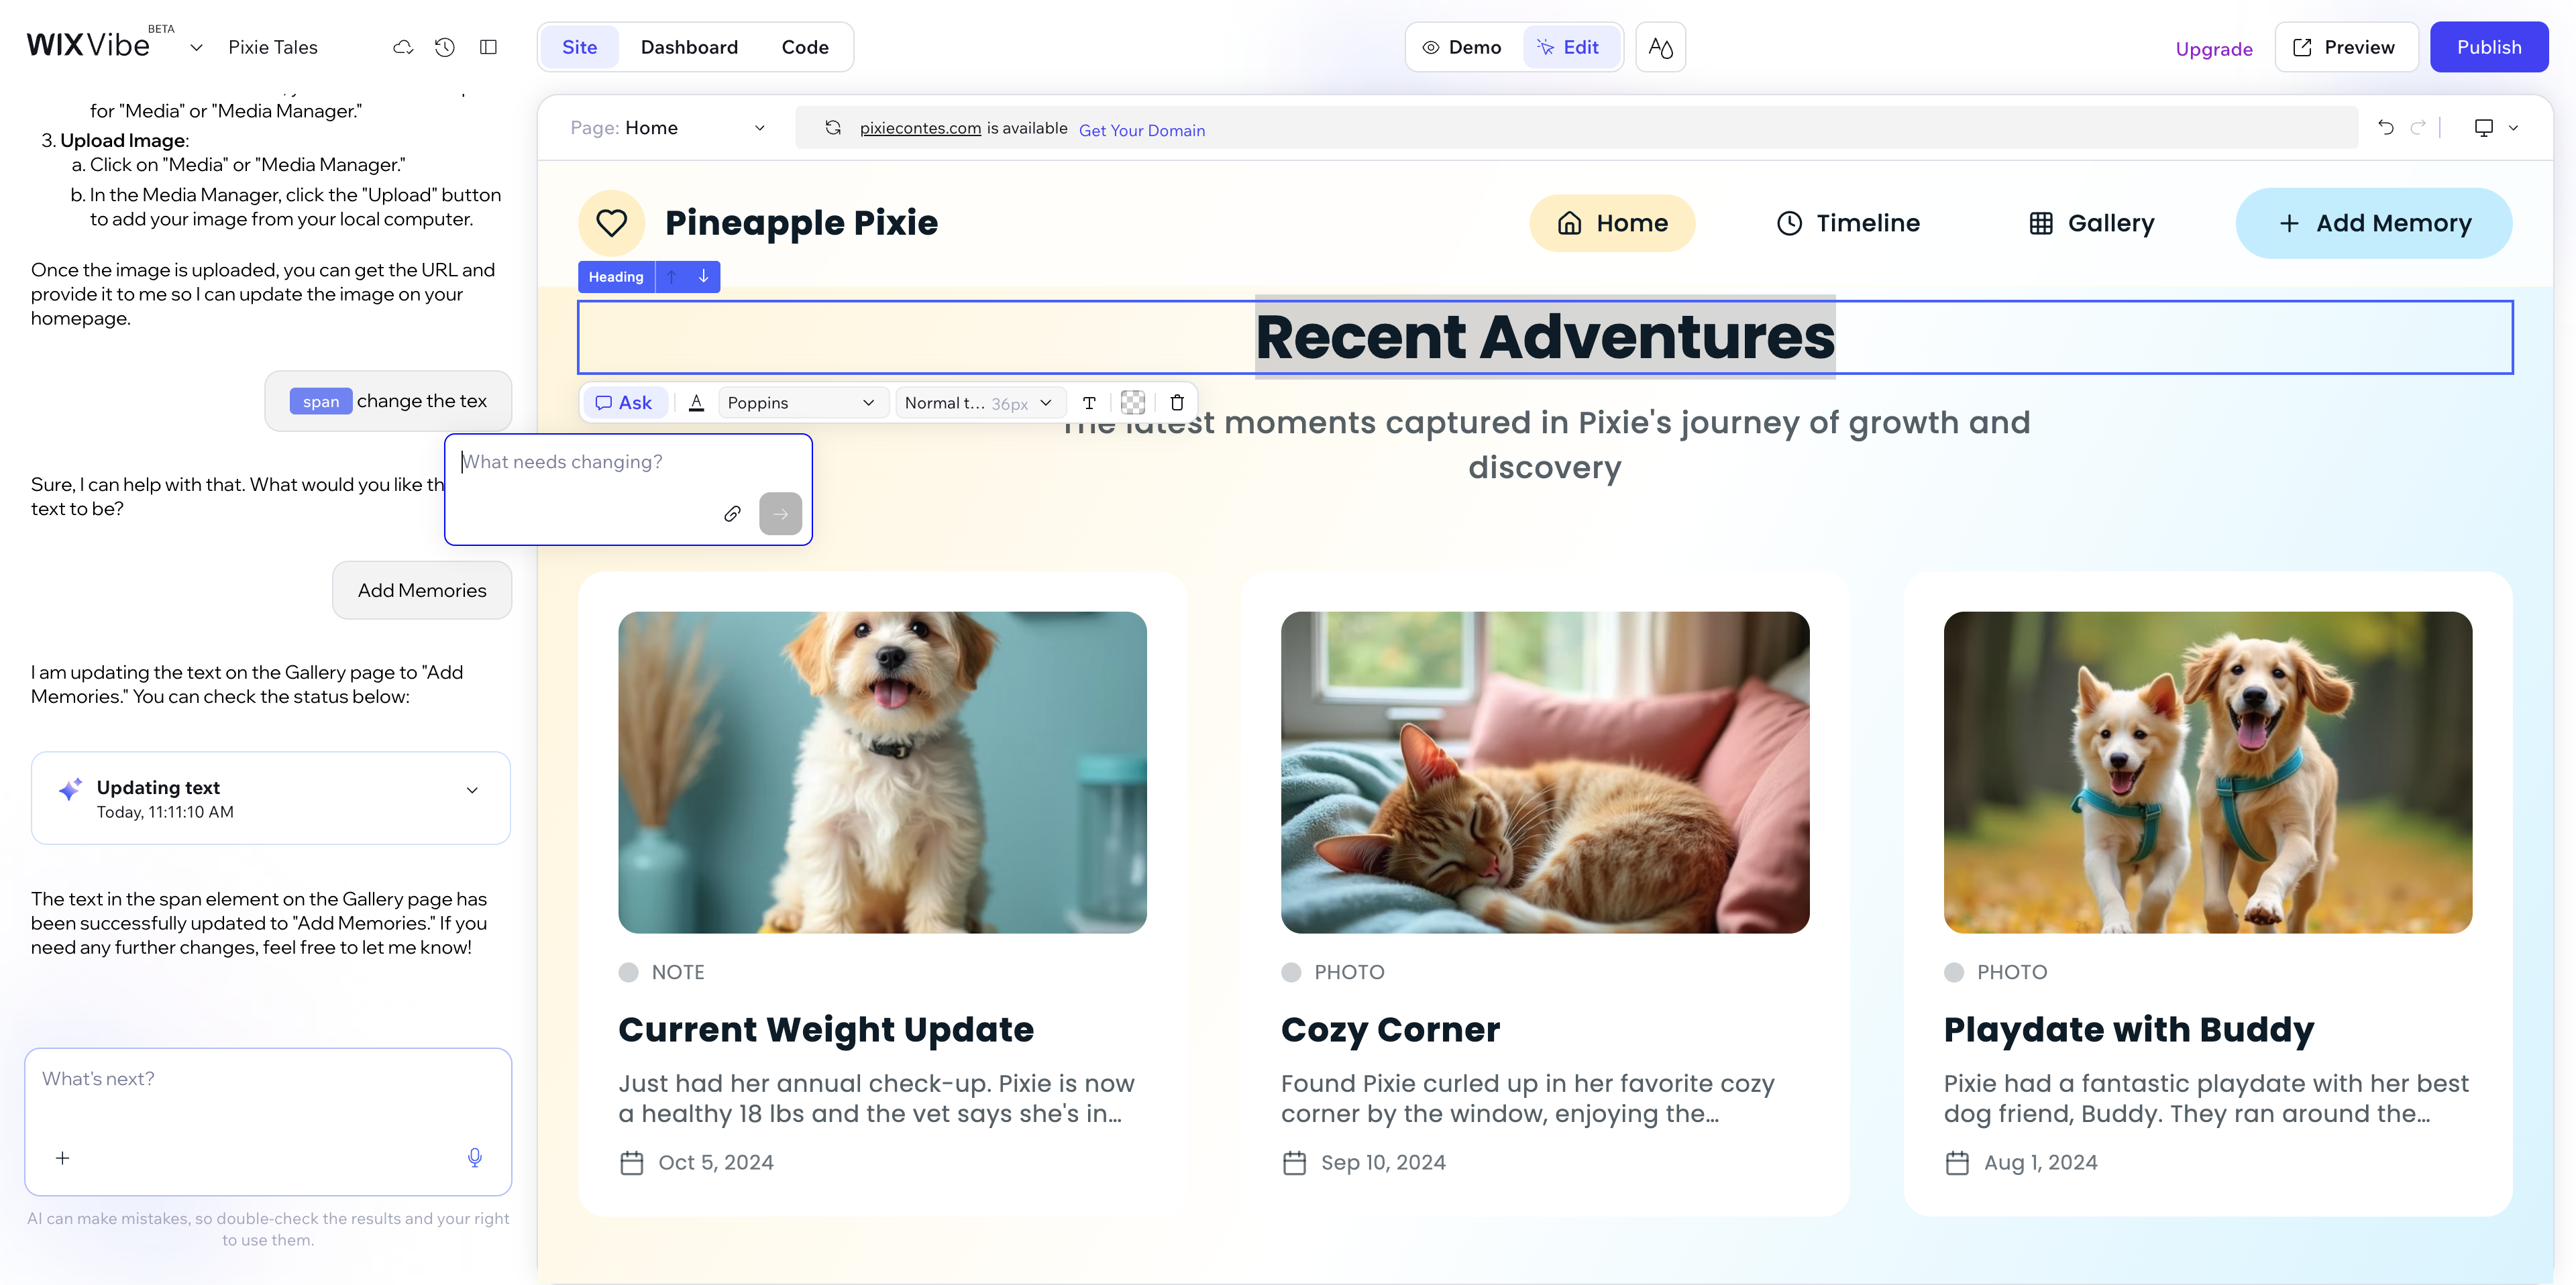 WIX Vibe BETA
Pixie Tales
Site
Dashboard
Code
Demo
Edit
Upgrade
Preview
Publish
for "Media" or "Media Manager."
3. Upload Image:
a. Click on "Media" or "Media Manager."
b. In the Media Manager, click the "Upload" button
to add your image from your local computer.
Once the image is uploaded, you can get the URL and
provide it to me so I can update the image on your
homepage.
span change the tex
Sure, I can help with that. What would you like th
text to be?
Add Memories
I am updating the text on the Gallery page to "Add
Memories." You can check the status below:
Updating text
Today, 11:11:10 AM
The text in the span element on the Gallery page has
been successfully updated to "Add Memories." If you
need any further changes, feel free to let me know!
What's next?
AI can make mistakes, so double-check the results and your right
to use them.
Page: Home
pixiecontes.com is available Get Your Domain
Pineapple Pixie
Home
Timeline
Gallery
Add Memory
Heading
Recent Adventures
Ask
A
Poppins
Normal t... 36px
T
What needs changing?
The latest moments captured in Pixie's journey of growth and
discovery
NOTE
Current Weight Update
Just had her annual check-up. Pixie is now
a healthy 18 lbs and the vet says she's in...
Oct 5, 2024
PHOTO
Cozy Corner
Found Pixie curled up in her favorite cozy
corner by the window, enjoying the...
Sep 10, 2024
PHOTO
Playdate with Buddy
Pixie had a fantastic playdate with her best
dog friend, Buddy. They ran around the...
Aug 1, 2024